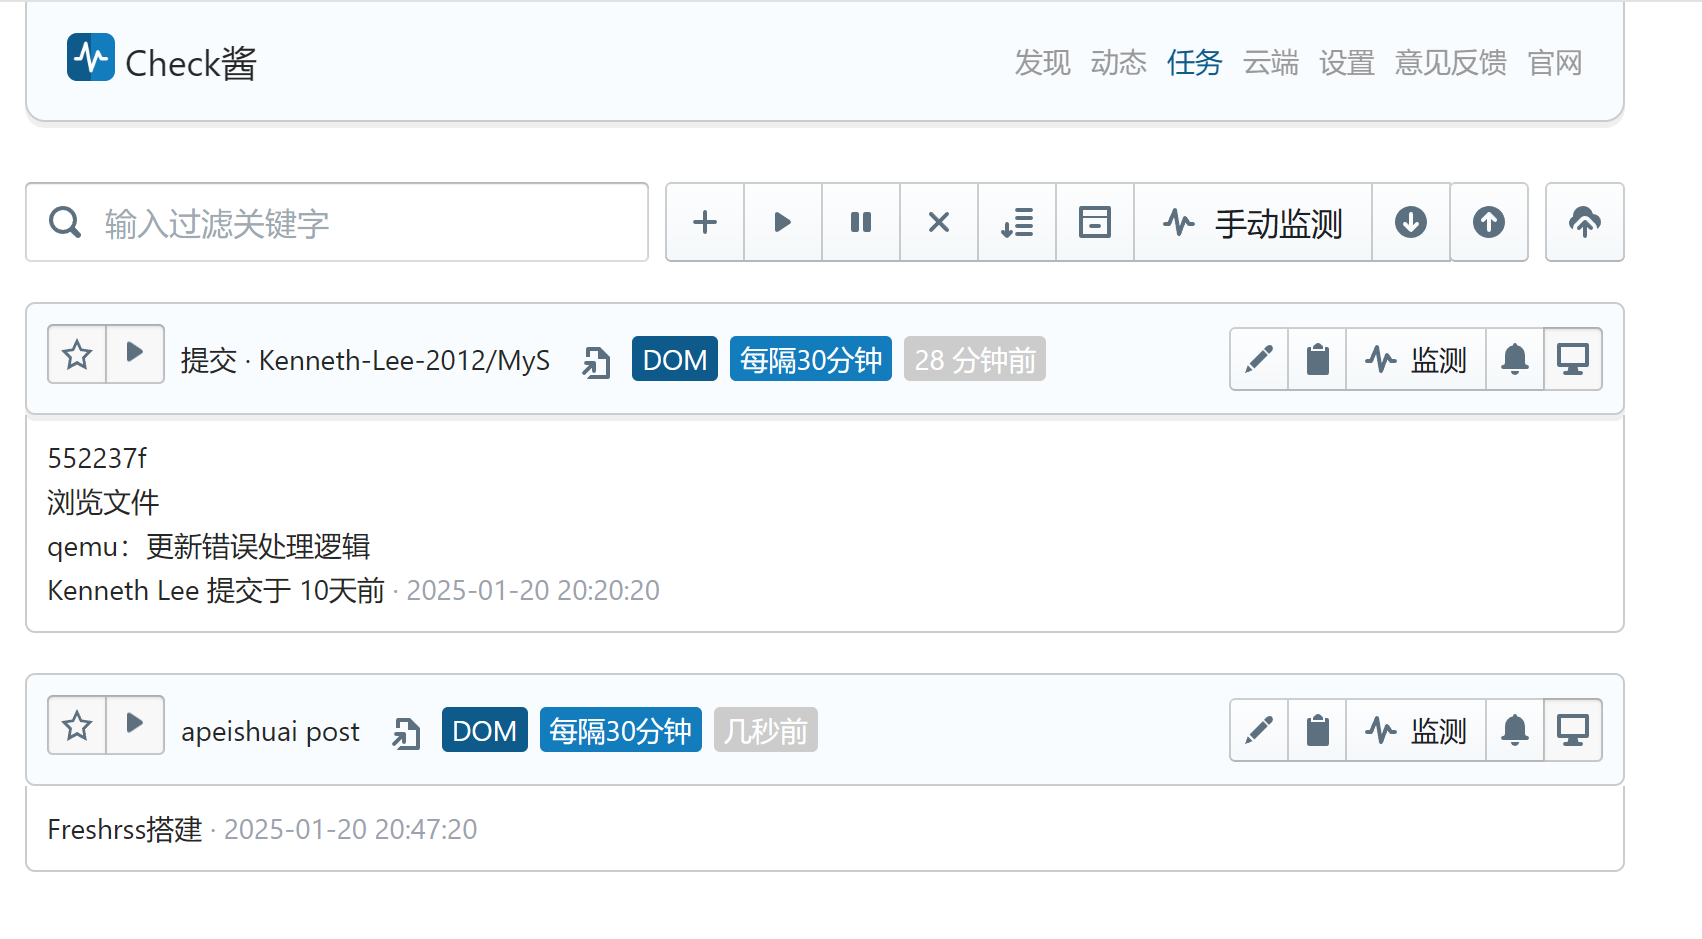 Check酱
发现 动态 任务 云端 设置 意见反馈 官网
输入过滤关键字
手动监测
提交 · Kenneth-Lee-2012/MyS DOM 每隔30分钟 28 分钟前 监测
552237f
浏览文件
qemu：更新错误处理逻辑
Kenneth Lee 提交于 10天前 · 2025-01-20 20:20:20
apeishuai post DOM 每隔30分钟 几秒前 监测
Freshrss搭建 · 2025-01-20 20:47:20